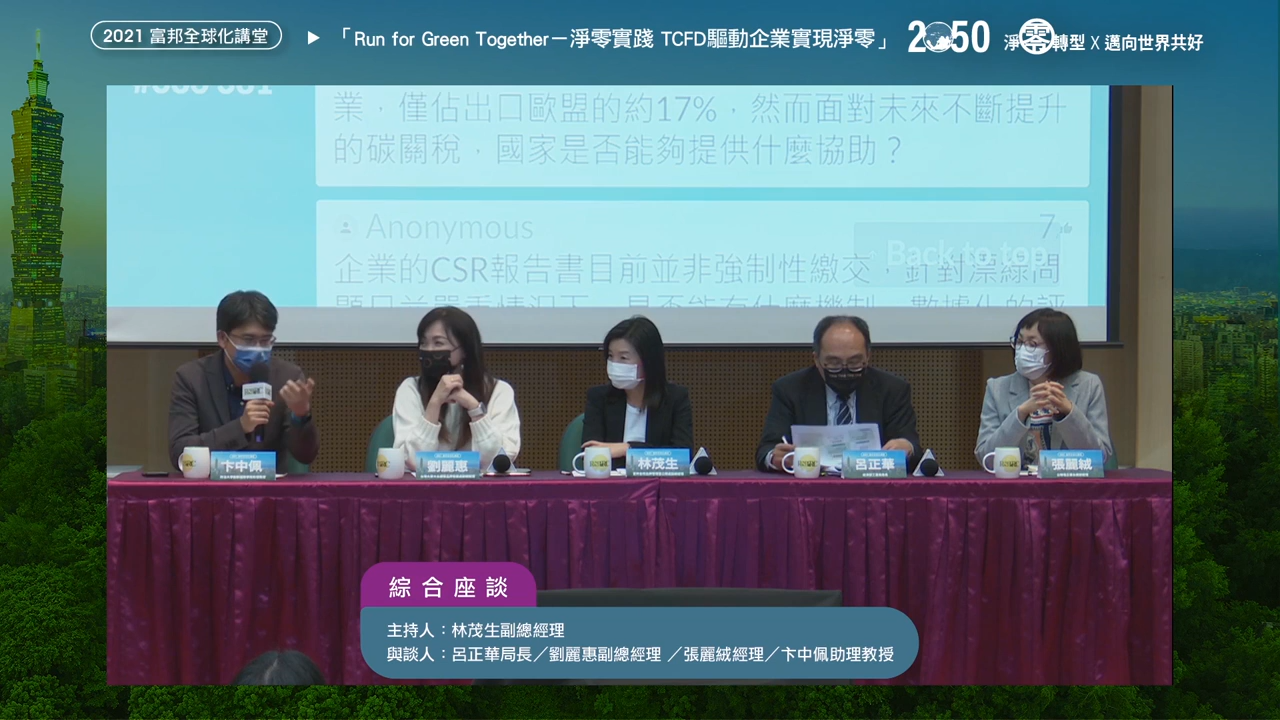 2021 富邦全球化講堂
「Run for Green Together－淨零實踐 TCFD驅動企業實現淨零」
2050 淨零轉型 X 邁向世界共好
業，僅佔出口歐盟的約17% 然而面對未來不斷提升
的碳關稅，國家是否能夠提供什麼協助？
Anonymous
7
Back to top
企業的CSR報告書目前並非強制性繳交
卞中佩
劉麗惠
林茂生
呂正華
張麗絨
綜合座談
主持人：林茂生副總經理
與談人：呂正華局長／劉麗惠副總經理 ／張麗絨經理／卞中佩助理教授